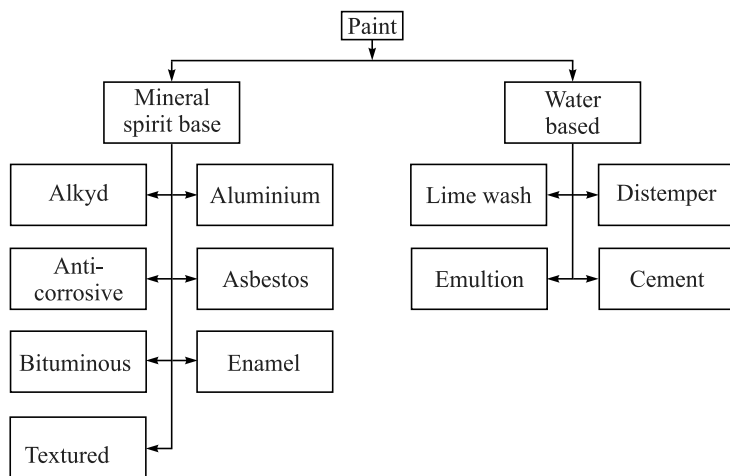 Paint
Mineral
spirit base
Water
based
Alkyd
Aluminium
Lime wash
Distemper
Anti-
corrosive
Asbestos
Emultion
Cement
Bituminous
Enamel
Textured